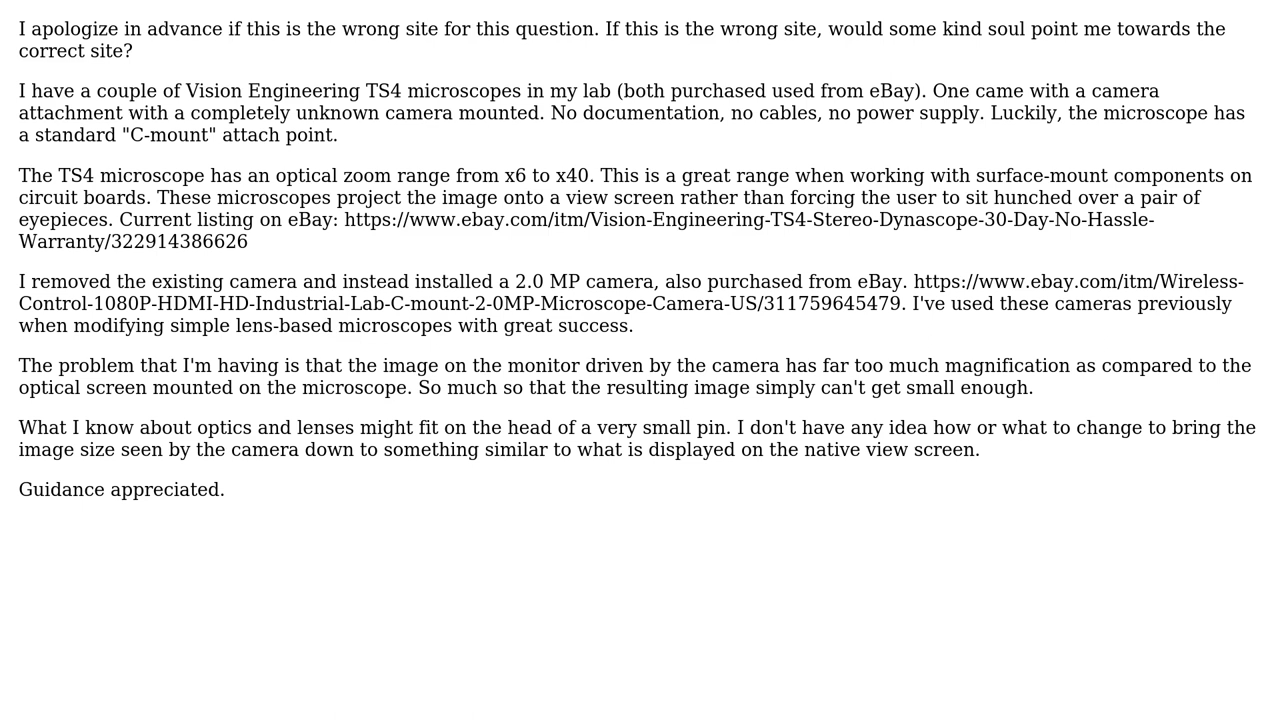 I apologize in advance if this is the wrong site for this question. If this is the wrong site, would some kind soul point me towards the
correct site?
I have a couple of Vision Engineering TS4 microscopes in my lab (both purchased used from eBay). One came with a camera
attachment with a completely unknown camera mounted. No documentation, no cables, no power supply. Luckily, the microscope has
a standard "C-mount" attach point.
The TS4 microscope has an optical zoom range from x6 to x40. This is a great range when working with surface-mount components on
circuit boards. These microscopes project the image onto a view screen rather than forcing the user to sit hunched over a pair of
eyepieces. Current listing on eBay: https://www.ebay.com/itm/Vision-Engineering-TS4-Stereo-Dynascope-30-Day-No-Hassle-
Warranty/322914386626
I removed the existing camera and instead installed a 2.0 MP camera, also purchased from eBay. https://www.ebay.com/itm/Wireless-
Control-1080P-HDMI-HD-Industrial-Lab-C-mount-2-0MP-Microscope-Camera-US/311759645479. I've used these cameras previously
when modifying simple lens-based microscopes with great success.
The problem that I'm having is that the image on the monitor driven by the camera has far too much magnification as compared to the
optical screen mounted on the microscope. So much so that the resulting image simply can't get small enough.
What I know about optics and lenses might fit on the head of a very small pin. I don't have any idea how or what to change to bring the
image size seen by the camera down to something similar to what is displayed on the native view screen.
Guidance appreciated.